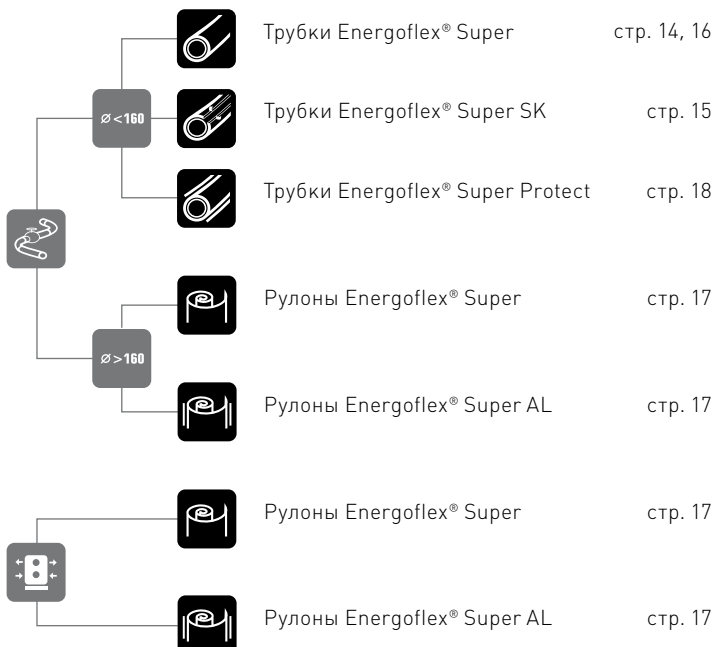 Трубки Energoflex® Super стр. 14, 16
ø<160
Трубки Energoflex® Super SK стр. 15
Трубки Energoflex® Super Protect стр. 18
Рулоны Energoflex® Super стр. 17
ø>160
Рулоны Energoflex® Super AL стр. 17
Рулоны Energoflex® Super стр. 17
Рулоны Energoflex® Super AL стр. 17